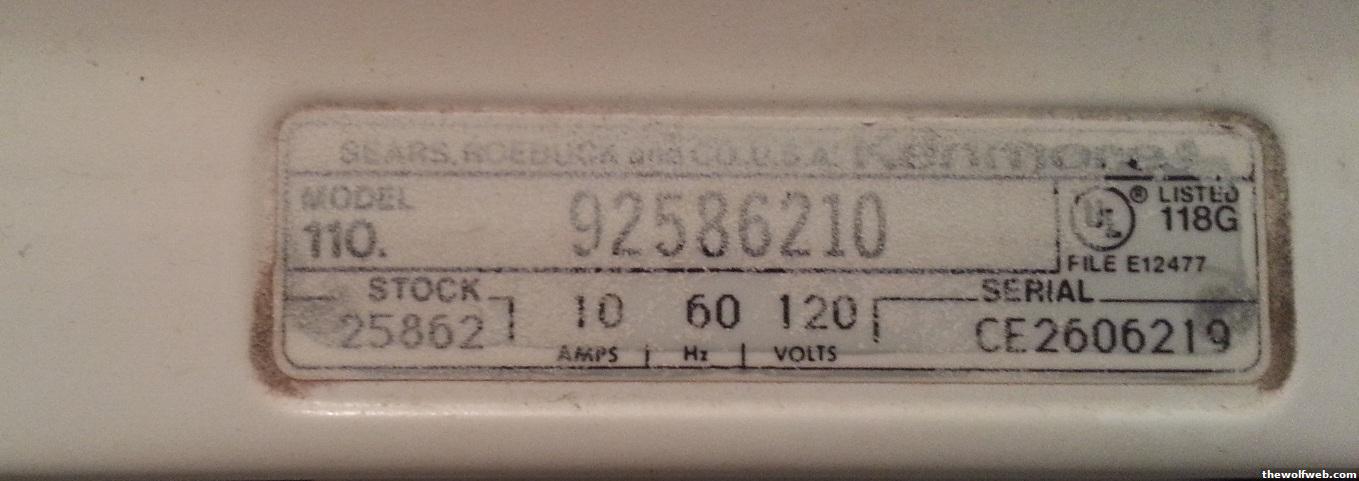 SEARS, ROEBUCK and CO. U.S.A. Kenmore
MODEL
110. 92586210
UL ® LISTED
118G
FILE E12477
STOCK
25862
10 60 120
AMPS Hz VOLTS
SERIAL
CE2606219
thewolfweb.com